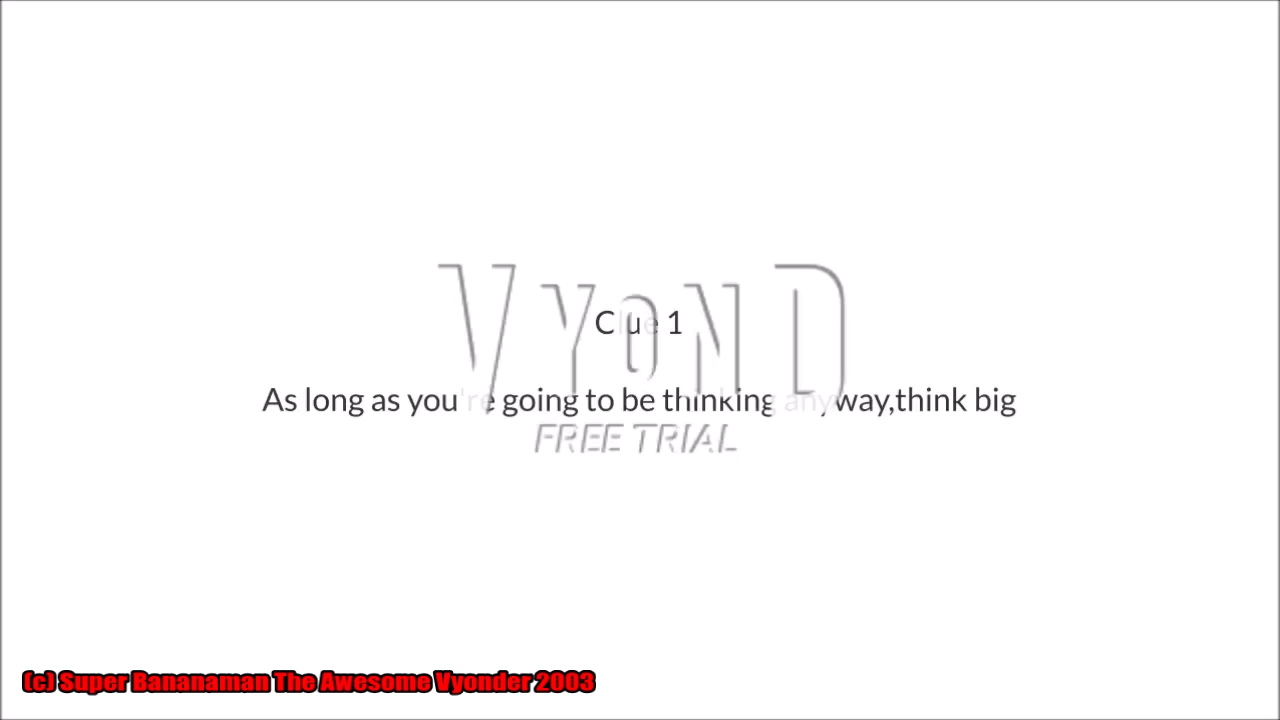 Clue 1
As long as you're going to be thinking anyway,think big
VYOND
FREE TRIAL
(c) Super Bananaman The Awesome Vyonder 2003